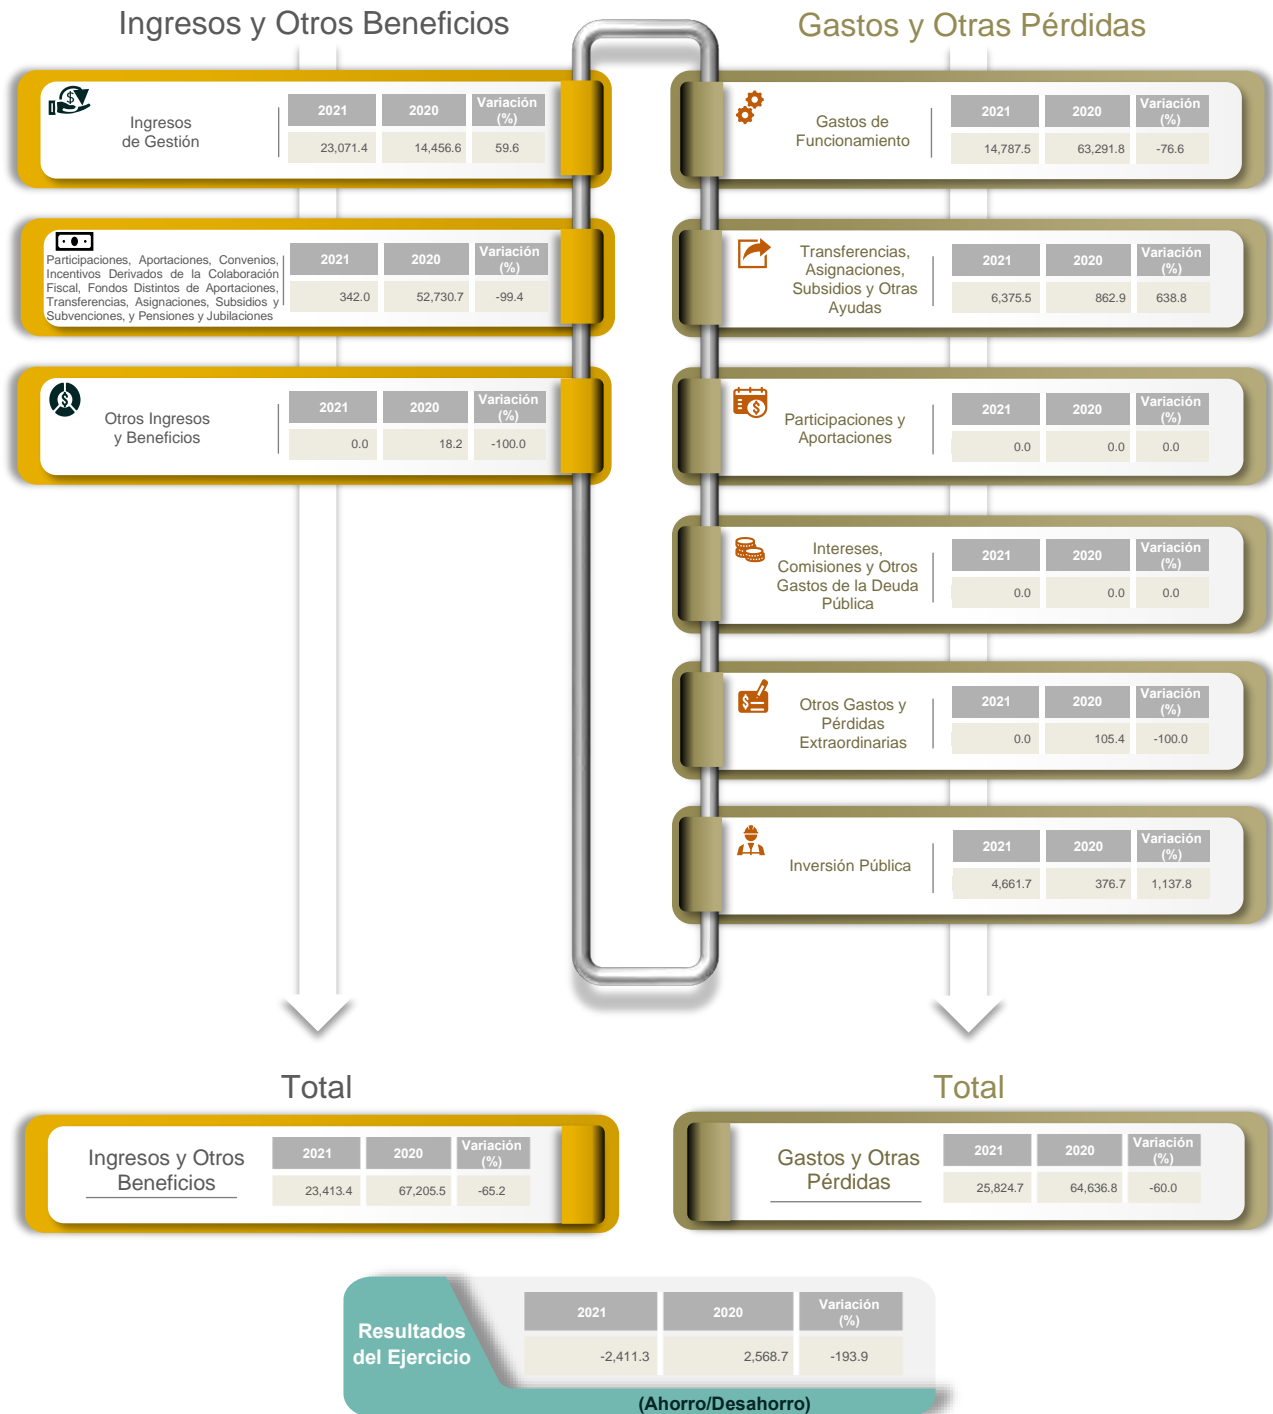 Ingresos y Otros Beneficios
Ingresos
de Gestión
2021 2020 Variación (%)
23,071.4 14,456.6 59.6
Participaciones, Aportaciones, Convenios,
Incentivos Derivados de la Colaboración
Fiscal, Fondos Distintos de Aportaciones,
Transferencias, Asignaciones, Subsidios y
Subvenciones, y Pensiones y Jubilaciones
2021 2020 Variación (%)
342.0 52,730.7 -99.4
Otros Ingresos
y Beneficios
2021 2020 Variación (%)
0.0 18.2 -100.0
Gastos y Otras Pérdidas
Gastos de
Funcionamiento
2021 2020 Variación (%)
14,787.5 63,291.8 -76.6
Transferencias,
Asignaciones,
Subsidios y Otras
Ayudas
2021 2020 Variación (%)
6,375.5 862.9 638.8
Participaciones y
Aportaciones
2021 2020 Variación (%)
0.0 0.0 0.0
Intereses,
Comisiones y Otros
Gastos de la Deuda
Pública
2021 2020 Variación (%)
0.0 0.0 0.0
Otros Gastos y
Pérdidas
Extraordinarias
2021 2020 Variación (%)
0.0 105.4 -100.0
Inversión Pública
2021 2020 Variación (%)
4,661.7 376.7 1,137.8
Total
Ingresos y Otros
Beneficios
2021 2020 Variación (%)
23,413.4 67,205.5 -65.2
Total
Gastos y Otras
Pérdidas
2021 2020 Variación (%)
25,824.7 64,636.8 -60.0
Resultados
del Ejercicio
2021 2020 Variación (%)
-2,411.3 2,568.7 -193.9
(Ahorro/Desahorro)